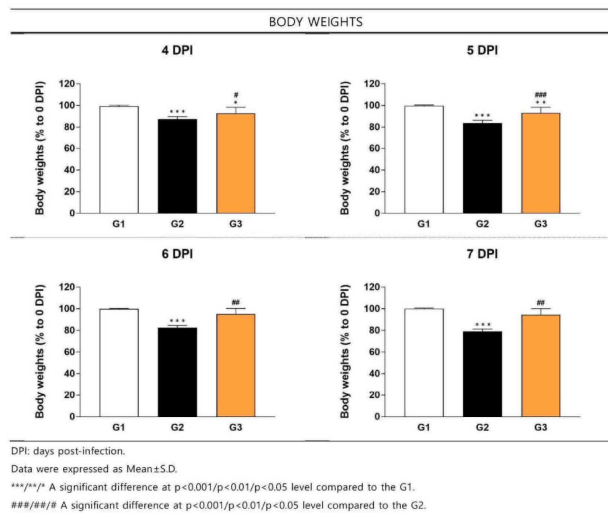 BODY WEIGHTS
4 DPI
Body weights (% to 0 DPI)
120
100
80
60
40
20
0
***
#
*
G1 G2 G3
5 DPI
Body weights (% to 0 DPI)
120
100
80
60
40
20
0
***
###
**
G1 G2 G3
6 DPI
Body weights (% to 0 DPI)
120
100
80
60
40
20
0
***
##
G1 G2 G3
7 DPI
Body weights (% to 0 DPI)
120
100
80
60
40
20
0
***
##
G1 G2 G3
DPI: days post-infection.
Data were expressed as Mean±S.D.
***/**/* A significant difference at p<0.001/p<0.01/p<0.05 level compared to the G1.
###/##/# A significant difference at p<0.001/p<0.01/p<0.05 level compared to the G2.